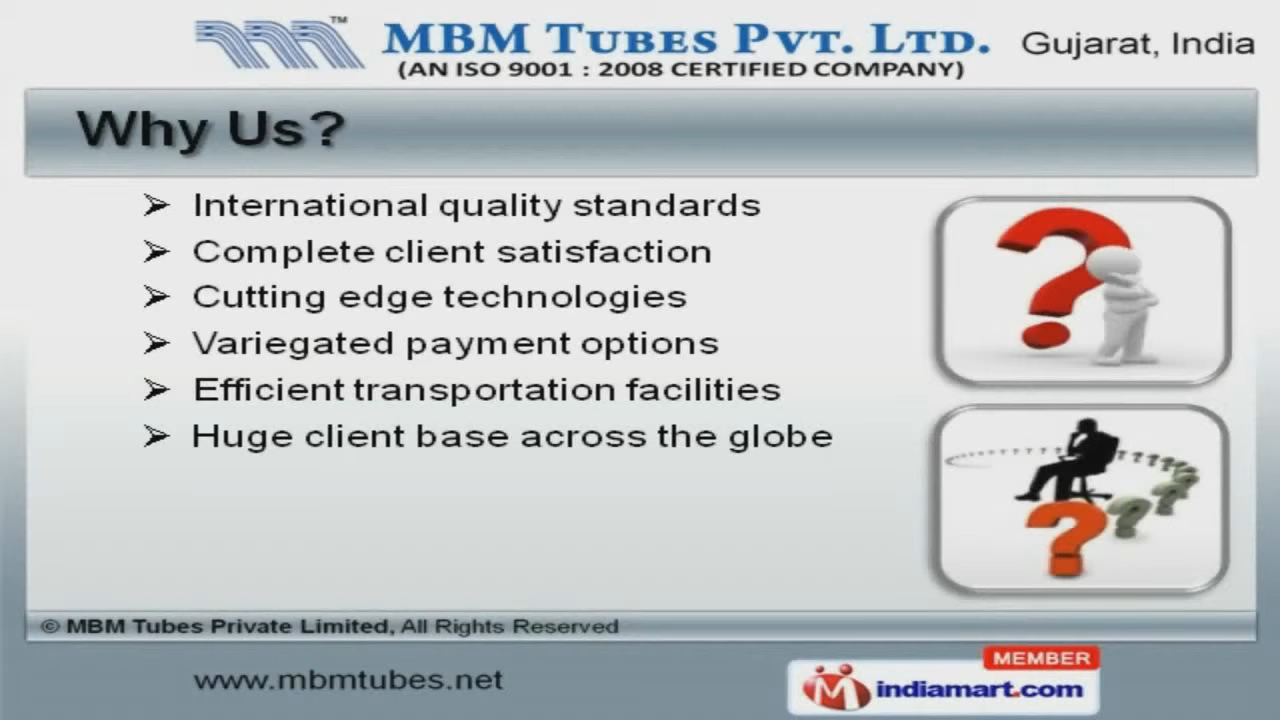 TM
MBM TUBES PVT. LTD.
(AN ISO 9001 : 2008 CERTIFIED COMPANY)
Gujarat, India
Why Us?
➢ International quality standards
➢ Complete client satisfaction
➢ Cutting edge technologies
➢ Variegated payment options
➢ Efficient transportation facilities
➢ Huge client base across the globe
© MBM Tubes Private Limited, All Rights Reserved
www.mbmtubes.net
MEMBER
indiamart.com